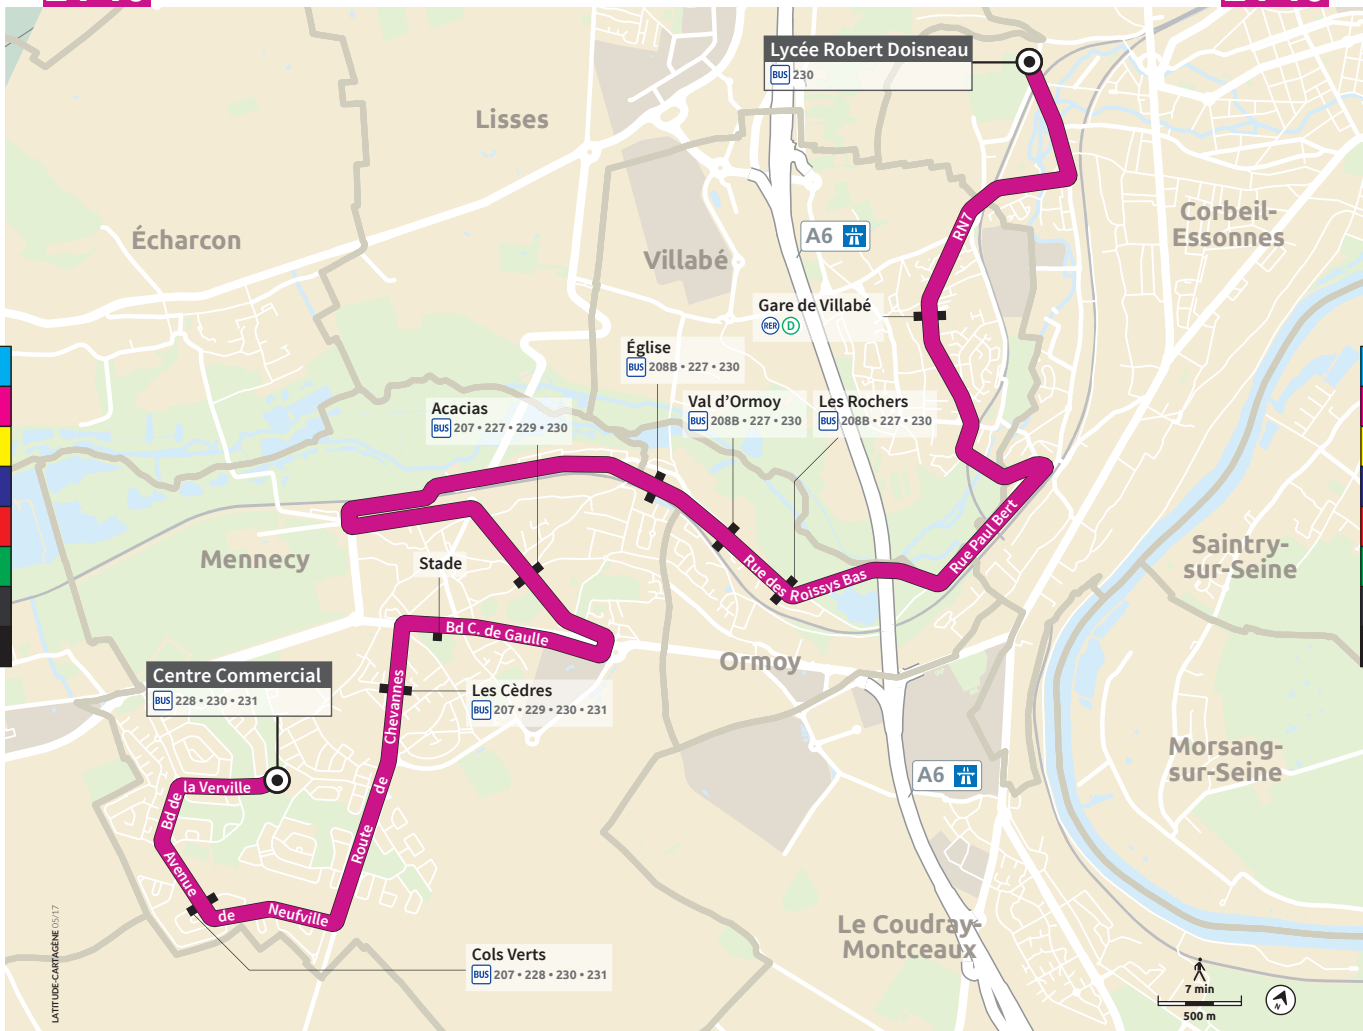 Lycée Robert Doisneau
BUS 230
Lisses
Corbeil-
Essonnes
Écharcon
A6
RN7
Villabé
Gare de Villabé
RER D
Église
BUS 208B • 227 • 230
Acacias
BUS 207 • 227 • 229 • 230
Val d’Ormoy
BUS 208B • 227 • 230
Les Rochers
BUS 208B • 227 • 230
Mennecy
Stade
Rue des Roissys Bas
Rue Paul Bert
Saintry-
sur-Seine
Bd C. de Gaulle
Ormoy
Centre Commercial
BUS 228 • 230 • 231
Les Cèdres
BUS 207 • 229 • 230 • 231
Route de Chevannes
Morsang-
sur-Seine
A6
Bd de la Verville
Avenue de Neufville
Le Coudray-
Montceaux
Cols Verts
BUS 207 • 228 • 230 • 231
LATITUDE-CARTAGÈNE 05/17
7 min
500 m
N